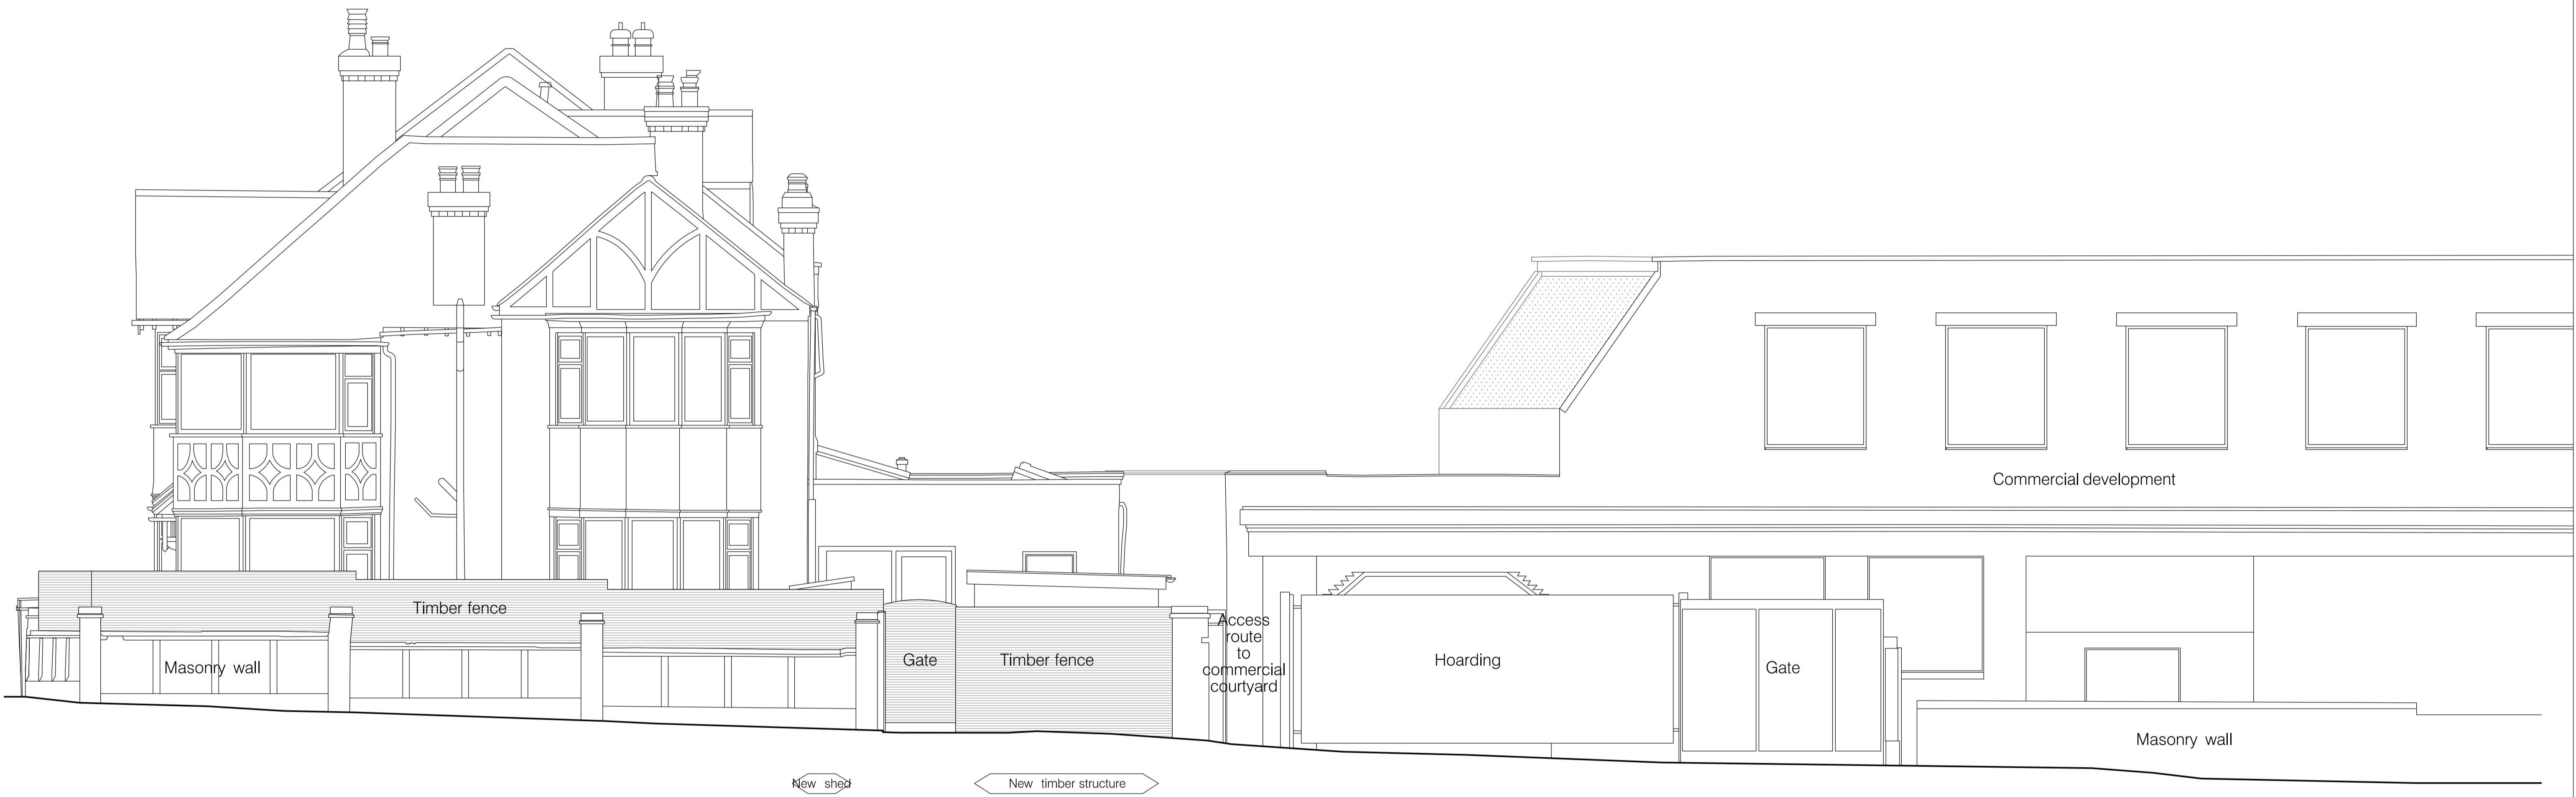 Commercial development
Timber fence
Masonry wall
Gate
Timber fence
Access
route
to
commercial
courtyard
Hoarding
Gate
Masonry wall
New shed
New timber structure